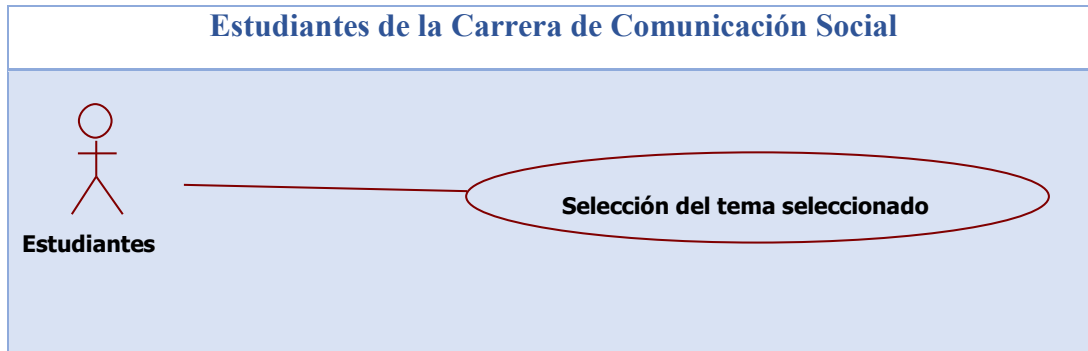 Estudiantes de la Carrera de Comunicación Social
Selección del tema seleccionado
Estudiantes